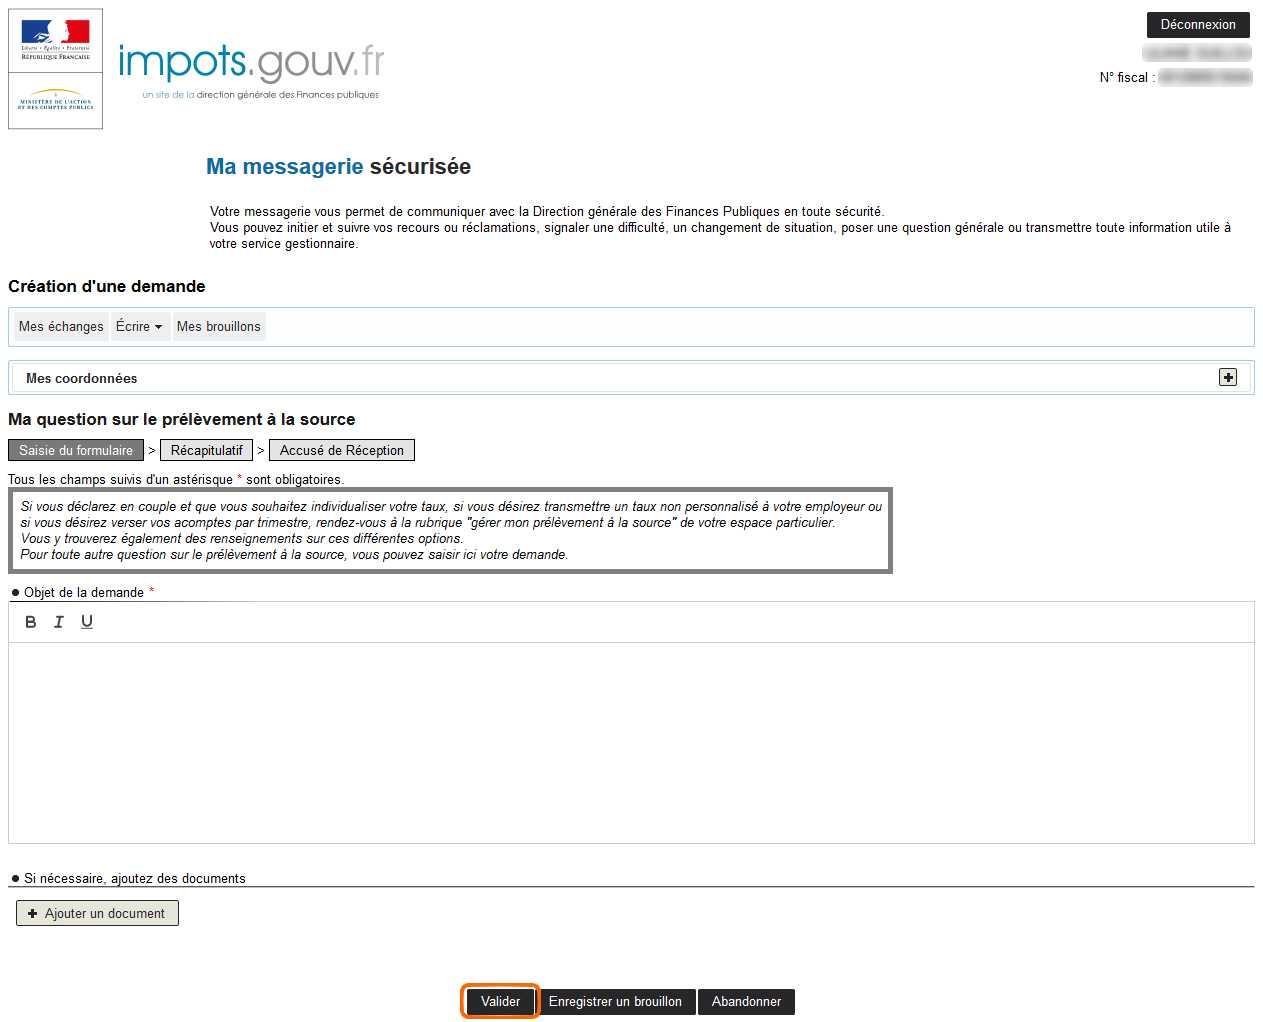 Liberté • Égalité • Fraternité
RÉPUBLIQUE FRANÇAISE
MINISTÈRE DE L'ACTION
ET DES COMPTES PUBLICS
impots.gouv.fr
un site de la direction générale des Finances publiques
Déconnexion
N° fiscal :
Ma messagerie sécurisée
Votre messagerie vous permet de communiquer avec la Direction générale des Finances Publiques en toute sécurité.
Vous pouvez initier et suivre vos recours ou réclamations, signaler une difficulté, un changement de situation, poser une question générale ou transmettre toute information utile à
votre service gestionnaire.
Création d'une demande
Mes échanges Écrire Mes brouillons
Mes coordonnées
Ma question sur le prélèvement à la source
Saisie du formulaire > Récapitulatif > Accusé de Réception
Tous les champs suivis d'un astérisque * sont obligatoires.
Si vous déclarez en couple et que vous souhaitez individualiser votre taux, si vous désirez transmettre un taux non personnalisé à votre employeur ou
si vous désirez verser vos acomptes par trimestre, rendez-vous à la rubrique "gérer mon prélèvement à la source" de votre espace particulier.
Vous y trouverez également des renseignements sur ces différentes options.
Pour toute autre question sur le prélèvement à la source, vous pouvez saisir ici votre demande.
Objet de la demande *
B I U
Si nécessaire, ajoutez des documents
Ajouter un document
Valider Enregistrer un brouillon Abandonner